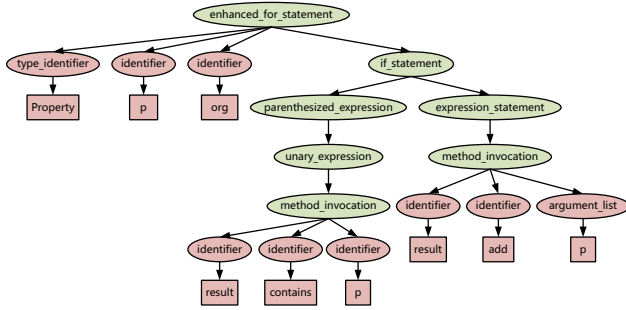 enhanced_for_statement
type_identifier identifier identifier if_statement
Property p org parenthesized_expression expression_statement
unary_expression method_invocation
method_invocation identifier identifier argument_list
identifier identifier identifier result add p
result contains p